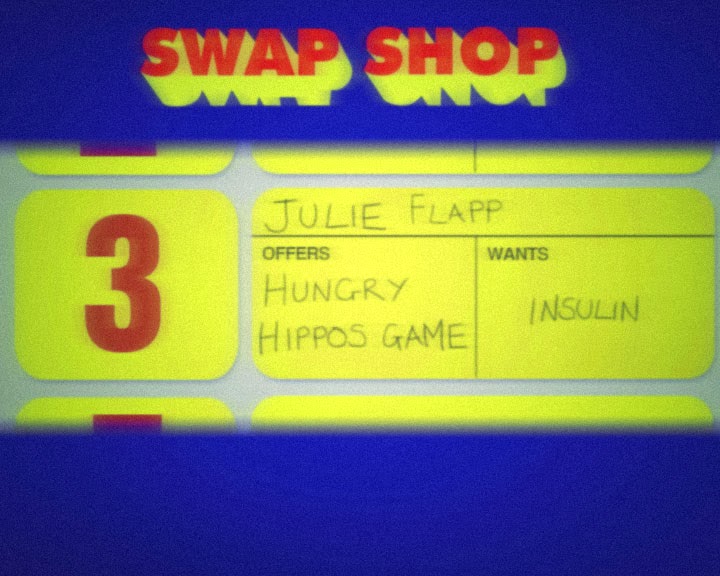 SWAP SHOP
3
JULIE FLAPP
OFFERS
HUNGRY
HIPPOS GAME
WANTS
INSULIN